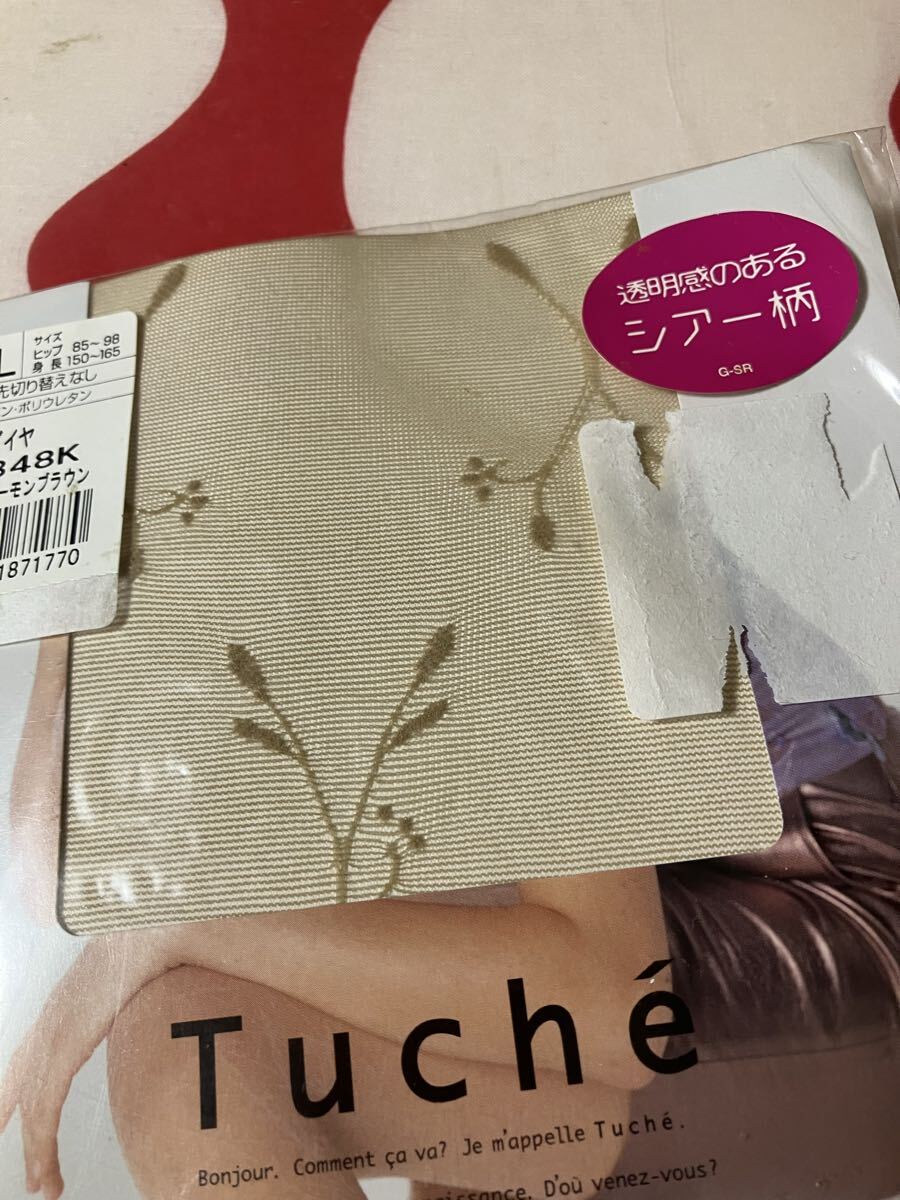 透明感のある
シアー柄
G-SR
L
サイズ
ヒップ 85~98
身長 150~165
先切り替えなし
ン・ポリウレタン
イヤ
348K
ーモンブラウン
1871770
Tuché
Bonjour. Comment ça va? Je m'appelle Tuché.
naissance. D'où venez-vous?